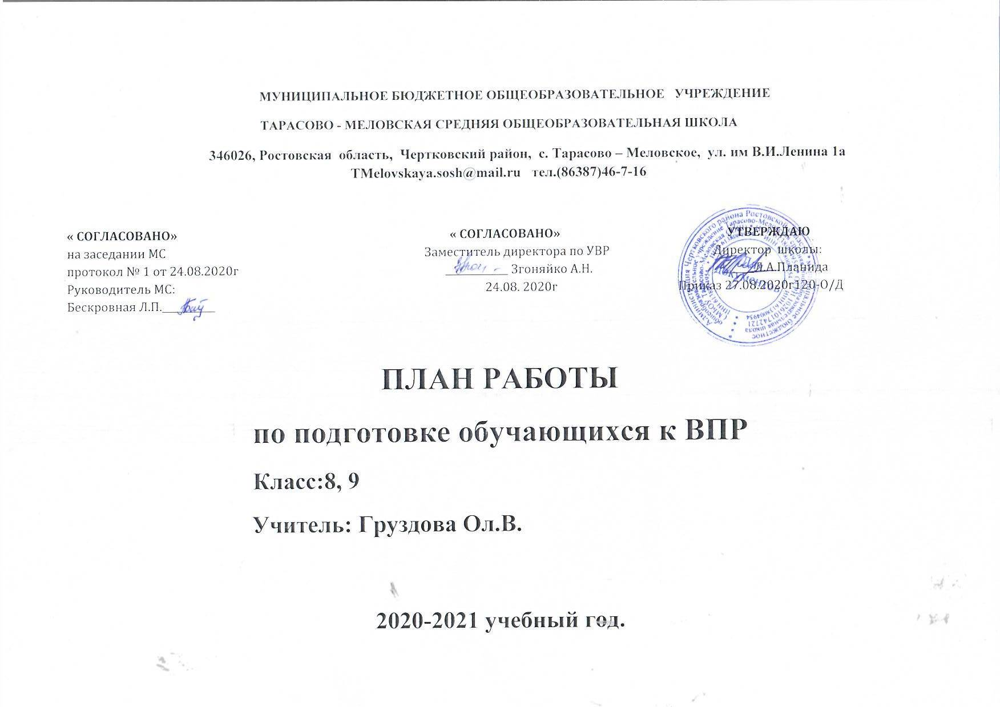 МУНИЦИПАЛЬНОЕ БЮДЖЕТНОЕ ОБЩЕОБРАЗОВАТЕЛЬНОЕ УЧРЕЖДЕНИЕ
ТАРАСОВО - МЕЛОВСКАЯ СРЕДНЯЯ ОБЩЕОБРАЗОВАТЕЛЬНАЯ ШКОЛА
346026, Ростовская область, Чертковский район, с. Тарасово – Меловское, ул. им В.И.Ленина 1а
TMelovskaya.sosh@mail.ru тел.(86387)46-7-16
« СОГЛАСОВАНО»
на заседании МС
протокол № 1 от 24.08.2020г
Руководитель МС:
Бескровная Л.П.
« СОГЛАСОВАНО»
Заместитель директора по УВР
Згоняйко А.Н.
24.08. 2020г
УТВЕРЖДАЮ
Директор школы:
Д.А.Планида
Приказ 27.08.2020г120-О/Д
Для документов
ПЛАН РАБОТЫ
по подготовке обучающихся к ВПР
Класс:8, 9
Учитель: Груздова Ол.В.
2020-2021 учебный год.